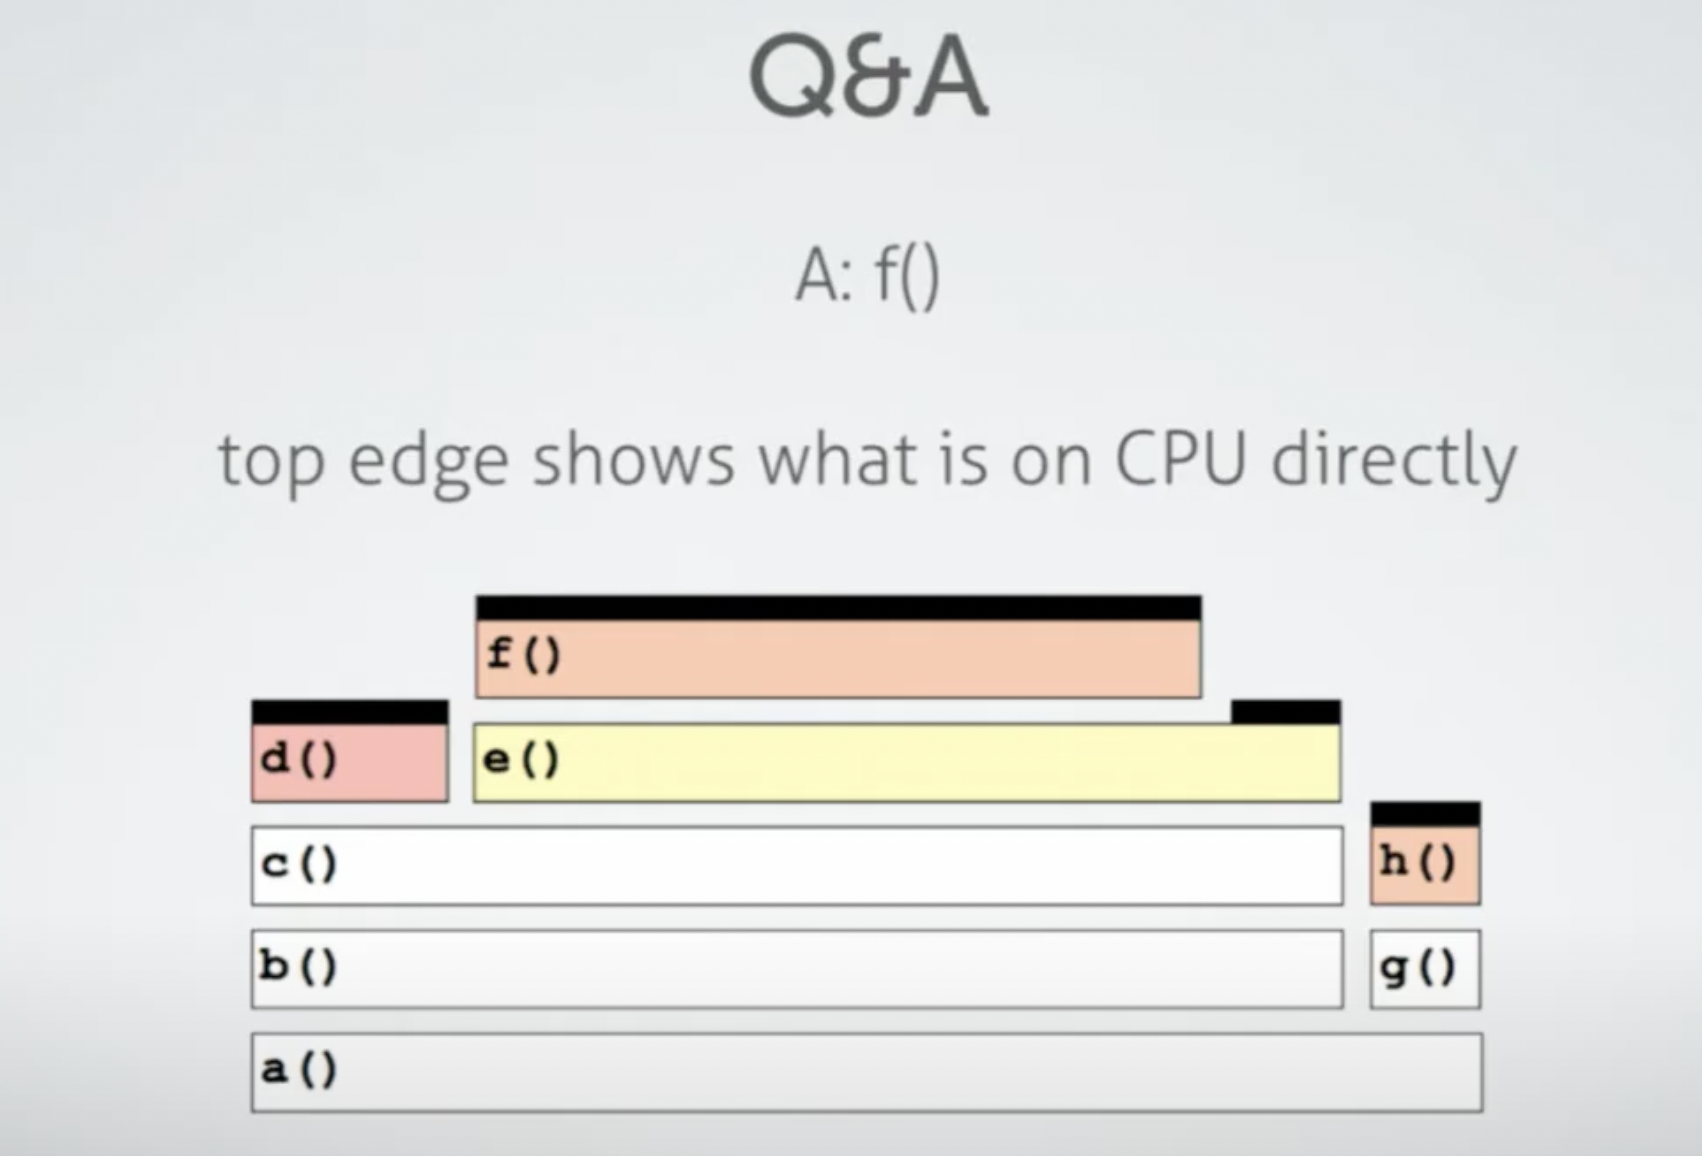 Q&A
A: f()
top edge shows what is on CPU directly
f()
d()
e()
c()
h()
b()
g()
a()